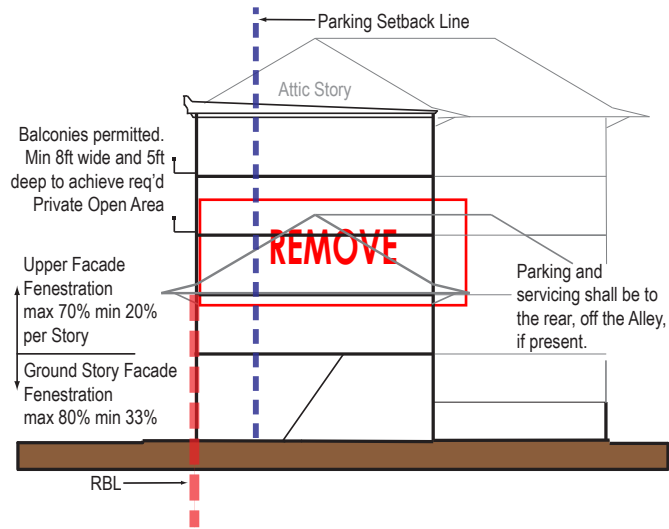 Parking Setback Line
Attic Story
Balconies permitted.
Min 8ft wide and 5ft
deep to achieve req'd
Private Open Area
REMOVE
Upper Facade
Fenestration
max 70% min 20%
per Story
Parking and
servicing shall be to
the rear, off the Alley,
if present.
Ground Story Facade
Fenestration
max 80% min 33%
RBL